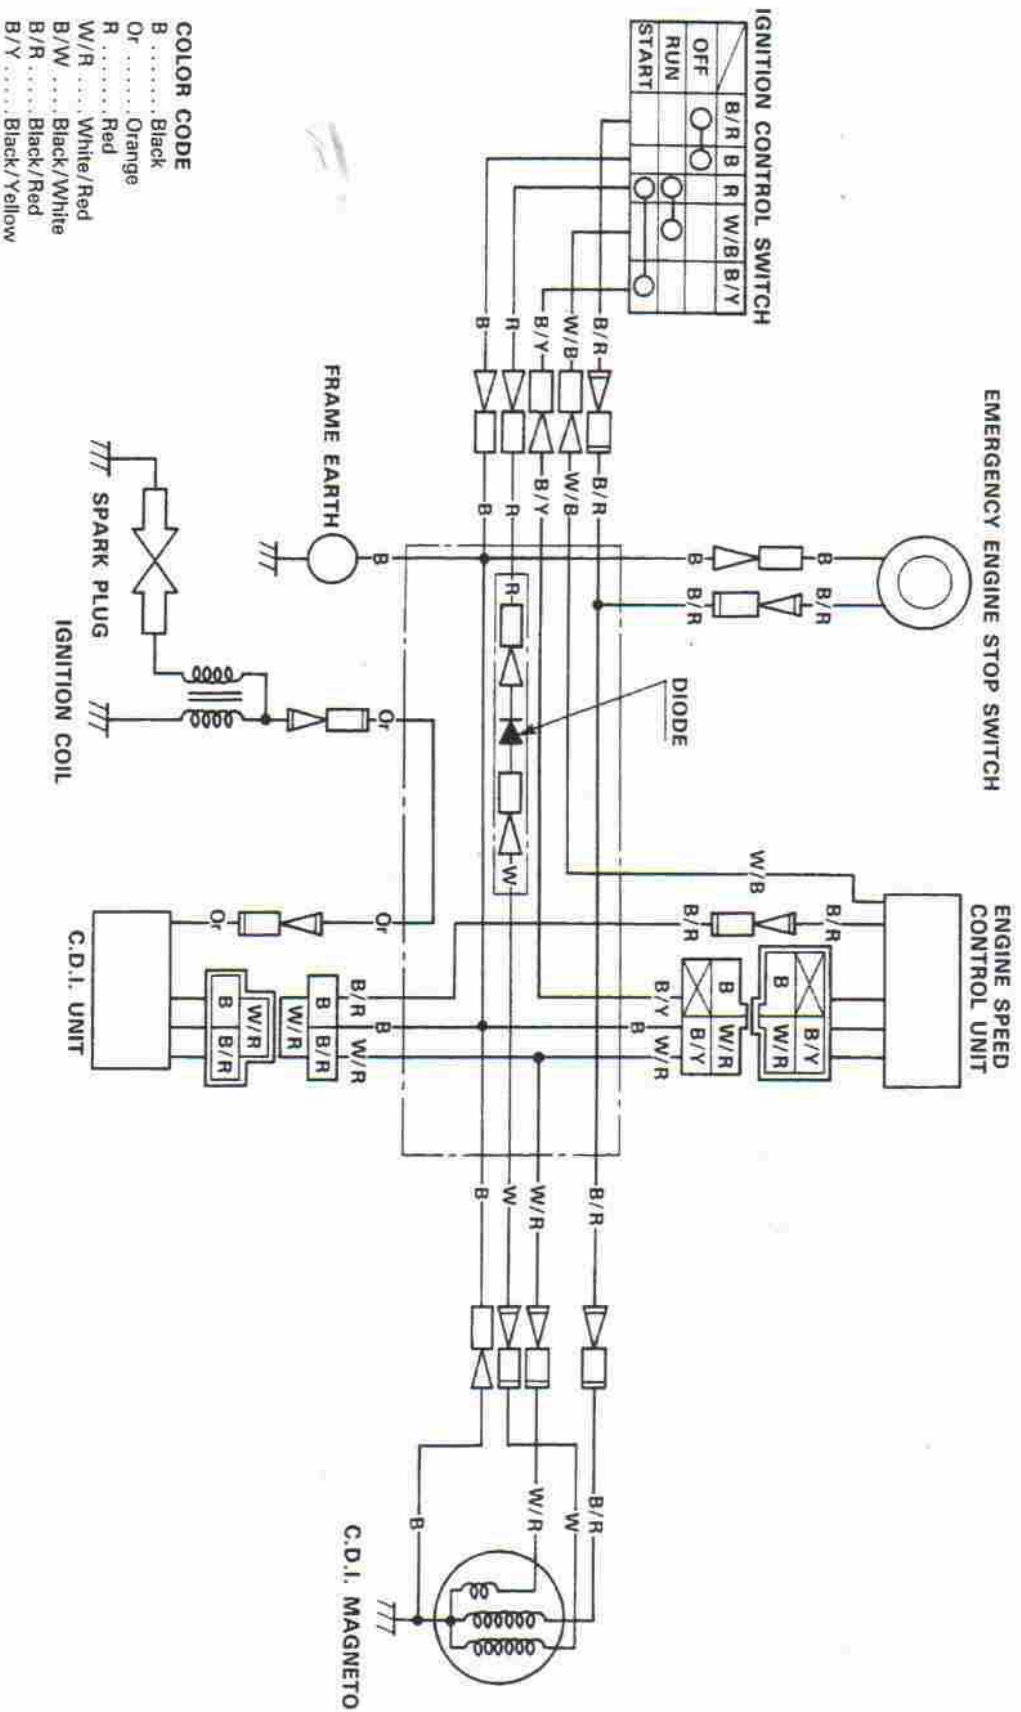 IGNITION CONTROL SWITCH
B/R B R W/B B/Y
OFF
RUN
START
B/R
W/B
B/Y
R
B
B/R
W/B
B/Y
R
B
EMERGENCY ENGINE STOP SWITCH
B
B/R
B
B/R
FRAME EARTH
B
SPARK PLUG
IGNITION COIL
Or
DIODE
R
W
ENGINE SPEED
CONTROL UNIT
W/B
B/R
B/R
B/Y
B W/R
B W/R
B/Y
B/Y
B
W/R
C.D.I. UNIT
Or
Or
B/R
B
W/R
B B/R
W/R
W/R
B B/R
B/R
W/R
W
B
B/R
W
W/R
B
C.D.I. MAGNETO
COLOR CODE
B ........ Black
Or ....... Orange
R ........ Red
W/R .... White/Red
B/W .... Black/White
B/R ..... Black/Red
B/Y ..... Black/Yellow